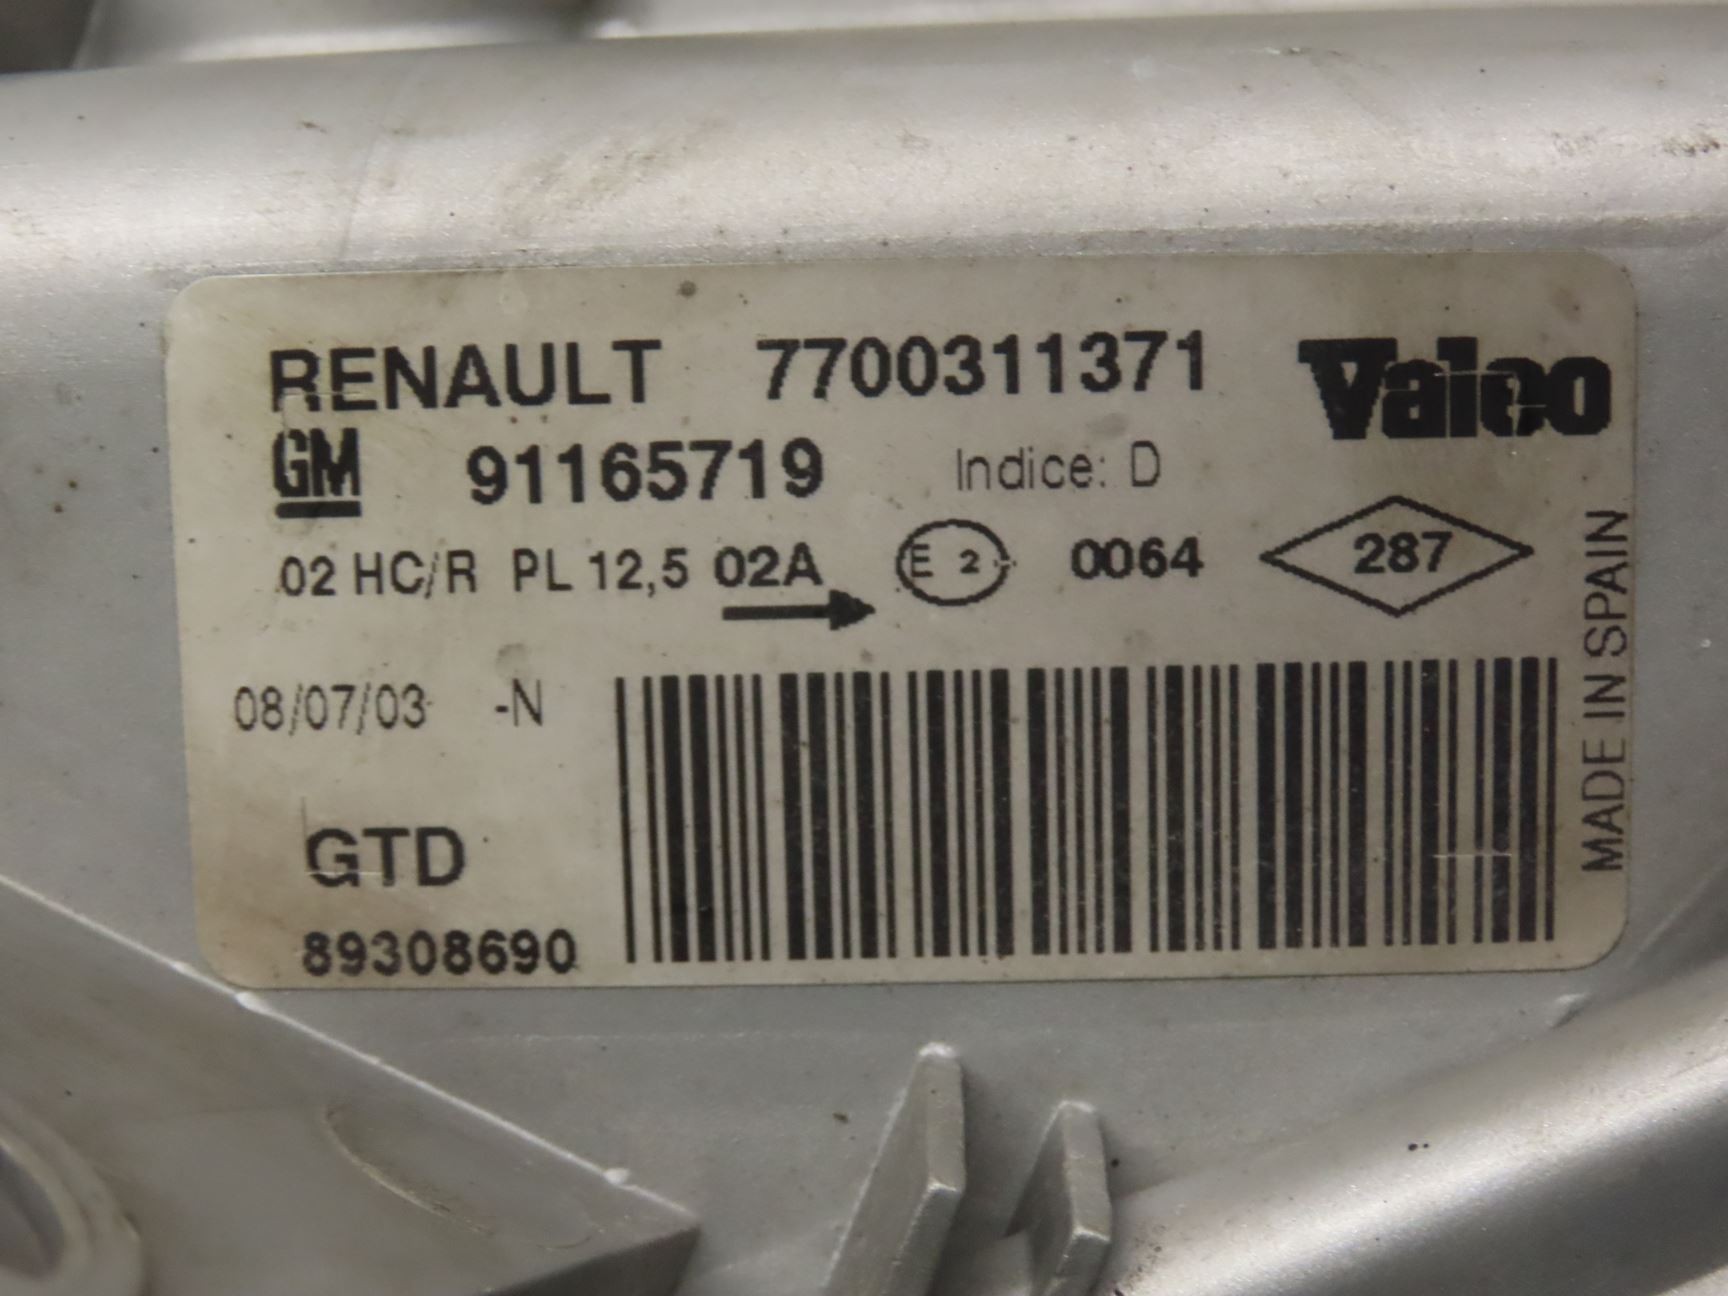 RENAULT 7700311371 Valeo
GM 91165719 Indice: D
02 HC/R PL 12,5 02A E 2 0064 287
08/07/03 -N
GTD
89308690
MADE IN SPAIN